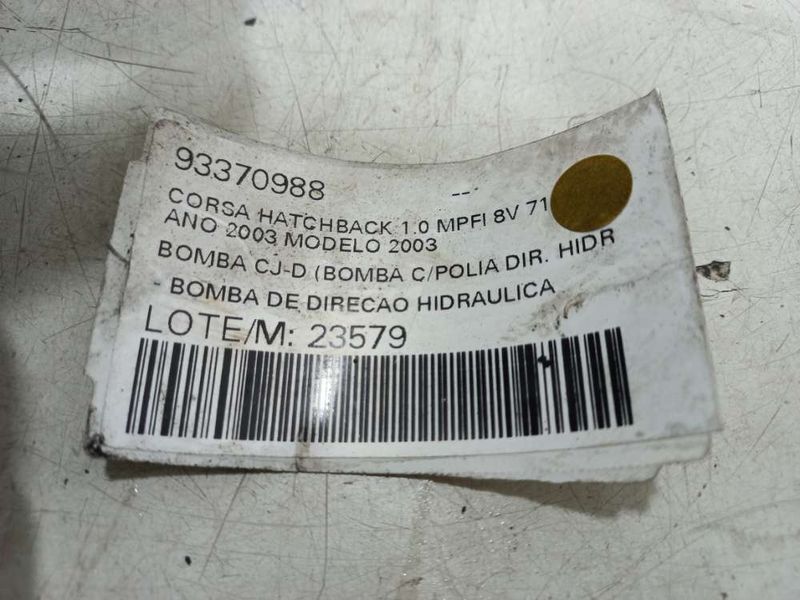 93370988 --
CORSA HATCHBACK 1.0 MPFI 8V 71
ANO 2003 MODELO 2003
BOMBA CJ-D (BOMBA C/POLIA DIR. HIDR
- BOMBA DE DIRECAO HIDRAULICA
LOTE/M: 23579